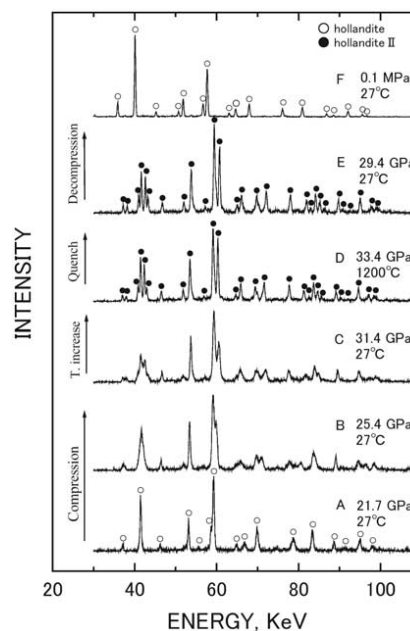 ○ hollandite
● hollandite II
F 0.1 MPa
27°C
E 29.4 GPa
27°C
D 33.4 GPa
1200°C
C 31.4 GPa
27°C
B 25.4 GPa
27°C
A 21.7 GPa
27°C
Decompression
Quench
T. increase
Compression
INTENSITY
20 40 60 80 100
ENERGY, KeV